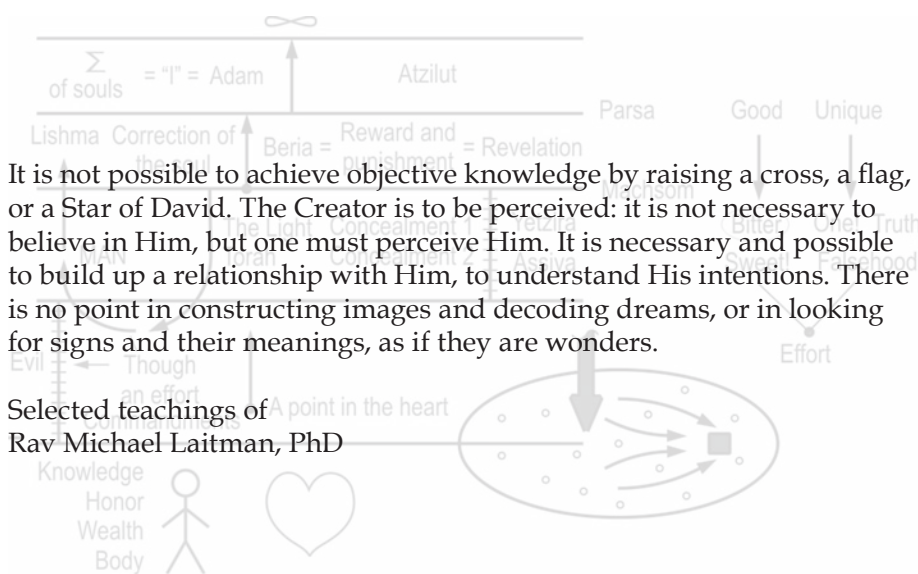 ∞
Σ
of souls = "I" = Adam Atzilut
Parsa Good Unique
Lishma Correction of the soul Beria = Reward and punishment = Revelation
It is not possible to achieve objective knowledge by raising a cross, a flag,
Machsom
or a Star of David. The Creator is to be perceived: it is not necessary to
The Light Concealment 1 Yetzira Bitter Truth
believe in Him, but one must perceive Him. It is necessary and possible
MAN Torah Concealment 2 Assiya Sweet Falsehood
to build up a relationship with Him, to understand His intentions. There
is no point in constructing images and decoding dreams, or in looking
for signs and their meanings, as if they are wonders.
Evil Though Effort
an effort
Selected teachings of
Commandments A point in the heart
Rav Michael Laitman, PhD
Knowledge
Honor
Wealth
Body